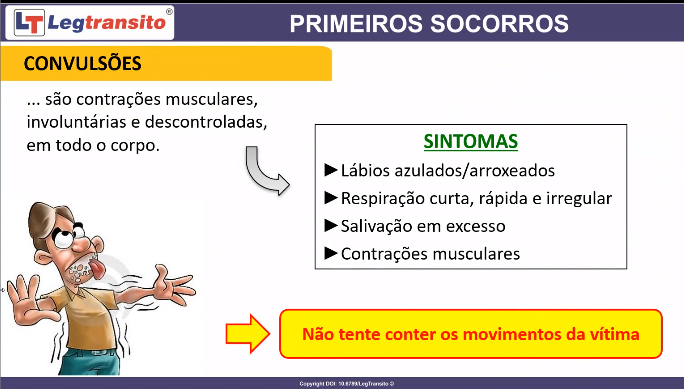 LT Legtransito®
PRIMEIROS SOCORROS
CONVULSÕES
... são contrações musculares,
involuntárias e descontroladas,
em todo o corpo.
SINTOMAS
►Lábios azulados/arroxeados
►Respiração curta, rápida e irregular
►Salivação em excesso
►Contrações musculares
Não tente conter os movimentos da vítima
Copyright DOI: 10.6789/LegTransito ©